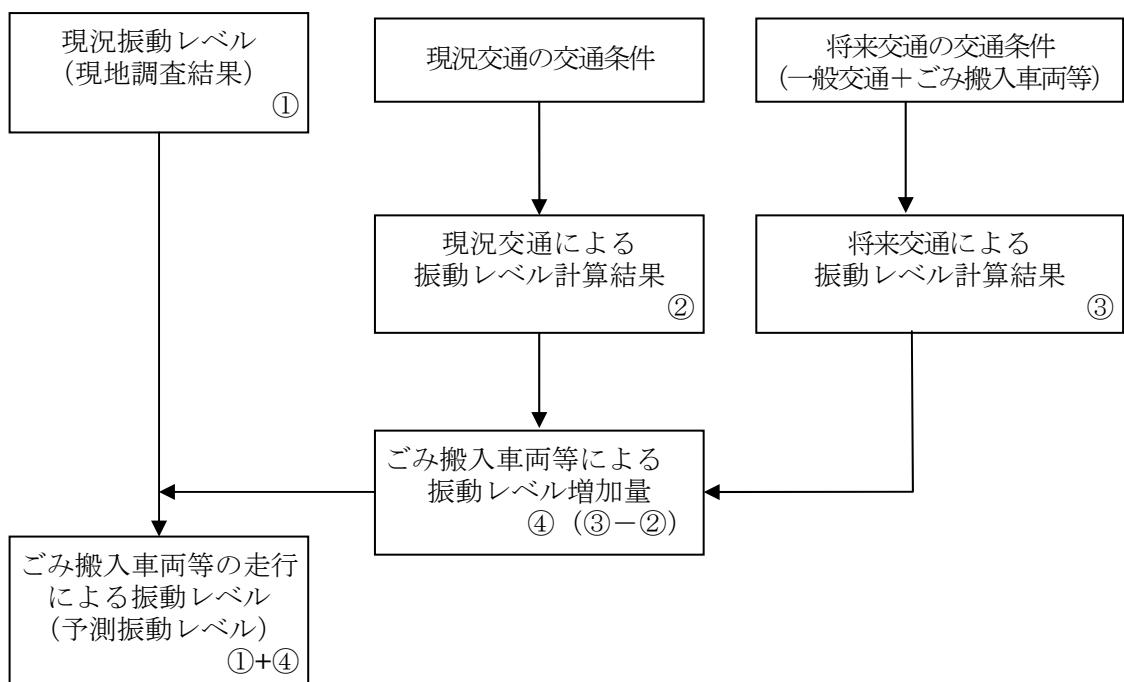 現況振動レベル
（現地調査結果）
①
現況交通の交通条件
将来交通の交通条件
（一般交通＋ごみ搬入車両等）
現況交通による
振動レベル計算結果
②
将来交通による
振動レベル計算結果
③
ごみ搬入車両等による
振動レベル増加量
④（③－②）
ごみ搬入車両等の走行
による振動レベル
（予測振動レベル）
①+④